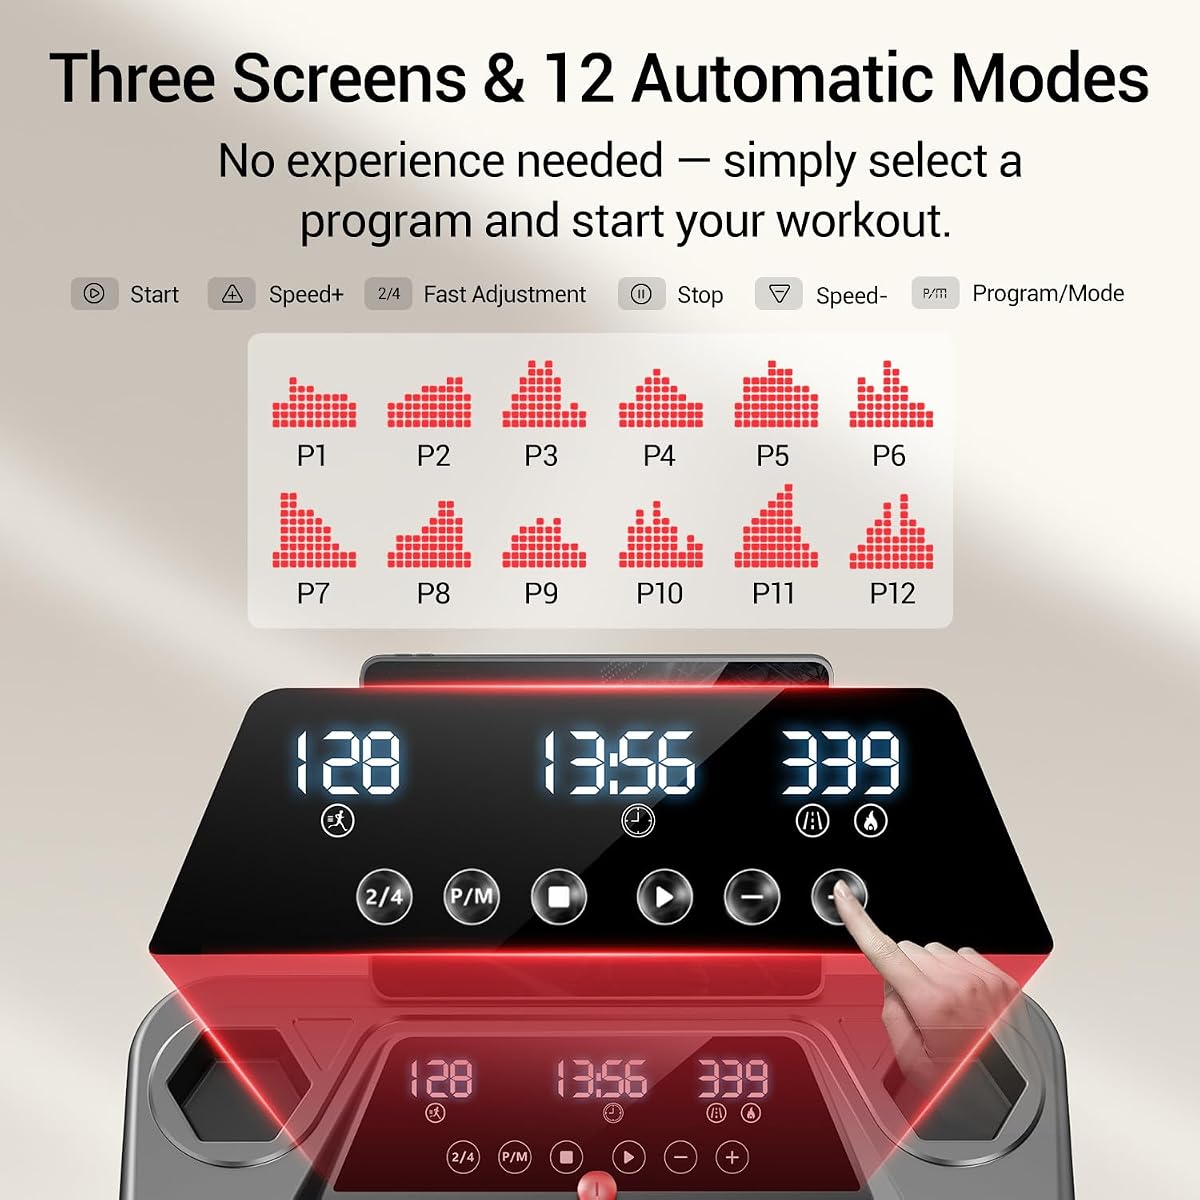 Three Screens & 12 Automatic Modes
No experience needed — simply select a
program and start your workout.
Start Speed+ 2/4 Fast Adjustment Stop Speed- P/M Program/Mode
P1 P2 P3 P4 P5 P6
P7 P8 P9 P10 P11 P12
128 13:56 339
2/4 P/M
128 13:56 339
2/4 P/M